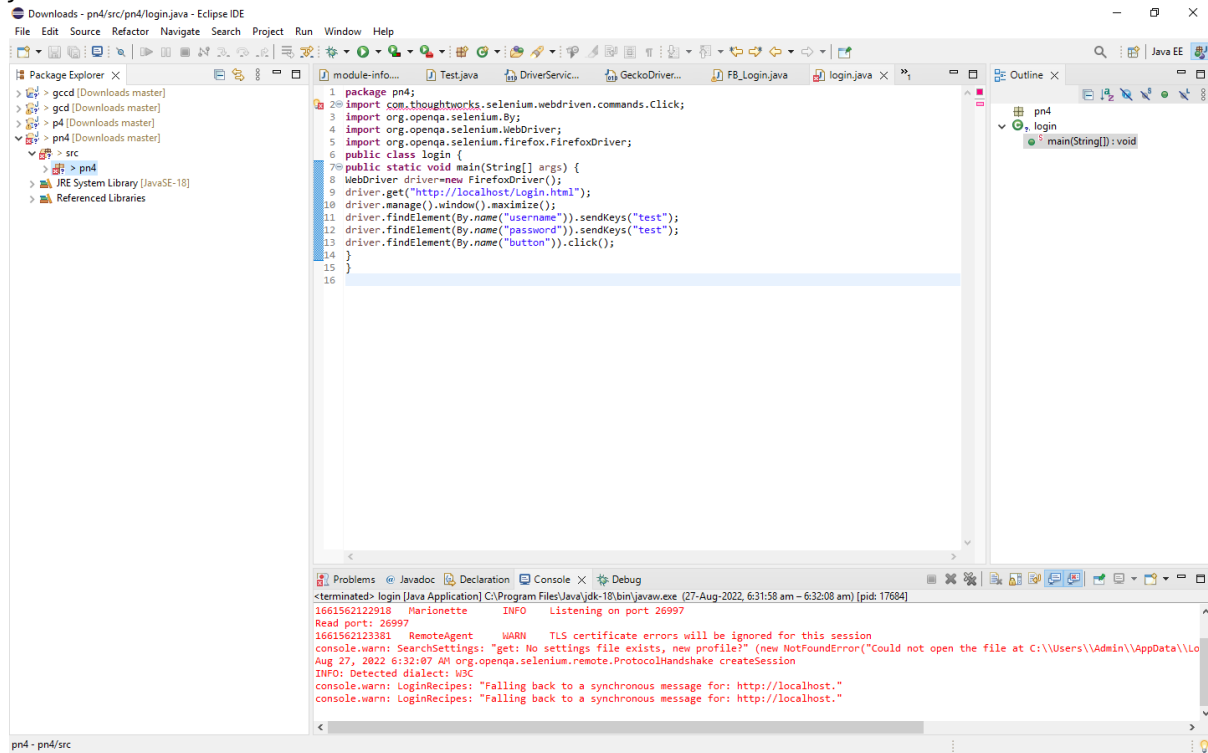 Downloads - pn4/src/pn4/login.java - Eclipse IDE
File Edit Source Refactor Navigate Search Project Run Window Help
Java EE
Package Explorer
> gccd [Downloads master]
> gcd [Downloads master]
> p4 [Downloads master]
> pn4 [Downloads master]
> src
> pn4
JRE System Library [JavaSE-18]
Referenced Libraries
module-info.... Test.java DriverServic... GeckoDriver... FB_Login.java login.java »1
1 package pn4;
2 import com.thoughtworks.selenium.webdriven.commands.Click;
3 import org.openqa.selenium.By;
4 import org.openqa.selenium.WebDriver;
5 import org.openqa.selenium.firefox.FirefoxDriver;
6 public class login {
7 public static void main(String[] args) {
8 WebDriver driver=new FirefoxDriver();
9 driver.get("http://localhost/Login.html");
10 driver.manage().window().maximize();
11 driver.findElement(By.name("username")).sendKeys("test");
12 driver.findElement(By.name("password")).sendKeys("test");
13 driver.findElement(By.name("button")).click();
14 }
15 }
16
Outline
pn4
login
main(String[]) : void
Problems @ Javadoc Declaration Console Debug
<terminated> login [Java Application] C:\Program Files\Java\jdk-18\bin\javaw.exe (27-Aug-2022, 6:31:58 am – 6:32:08 am) [pid: 17684]
1661562122918 Marionette INFO Listening on port 26997
Read port: 26997
1661562123381 RemoteAgent WARN TLS certificate errors will be ignored for this session
console.warn: SearchSettings: "get: No settings file exists, new profile?" (new NotFoundError("Could not open the file at C:\\Users\\Admin\\AppData\\Lo
Aug 27, 2022 6:32:07 AM org.openqa.selenium.remote.ProtocolHandshake createSession
INFO: Detected dialect: W3C
console.warn: LoginRecipes: "Falling back to a synchronous message for: http://localhost."
console.warn: LoginRecipes: "Falling back to a synchronous message for: http://localhost."
pn4 - pn4/src